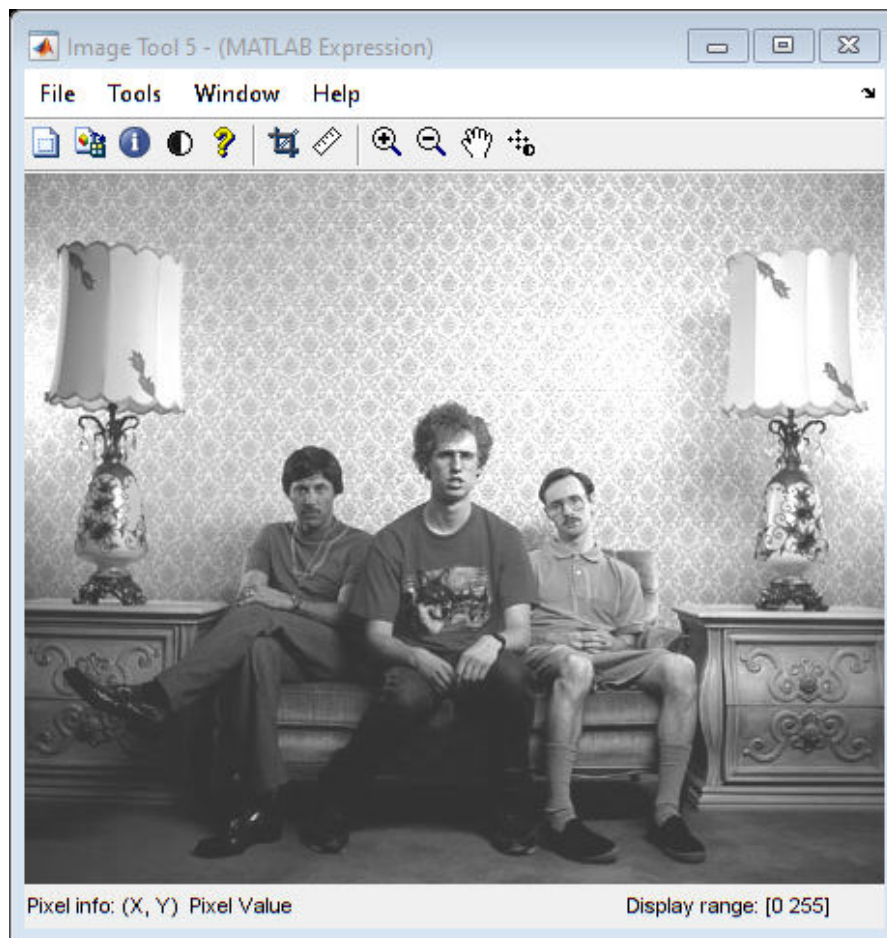 Image Tool 5 - (MATLAB Expression)
File Tools Window Help
Pixel info: (X, Y) Pixel Value Display range: [0 255]